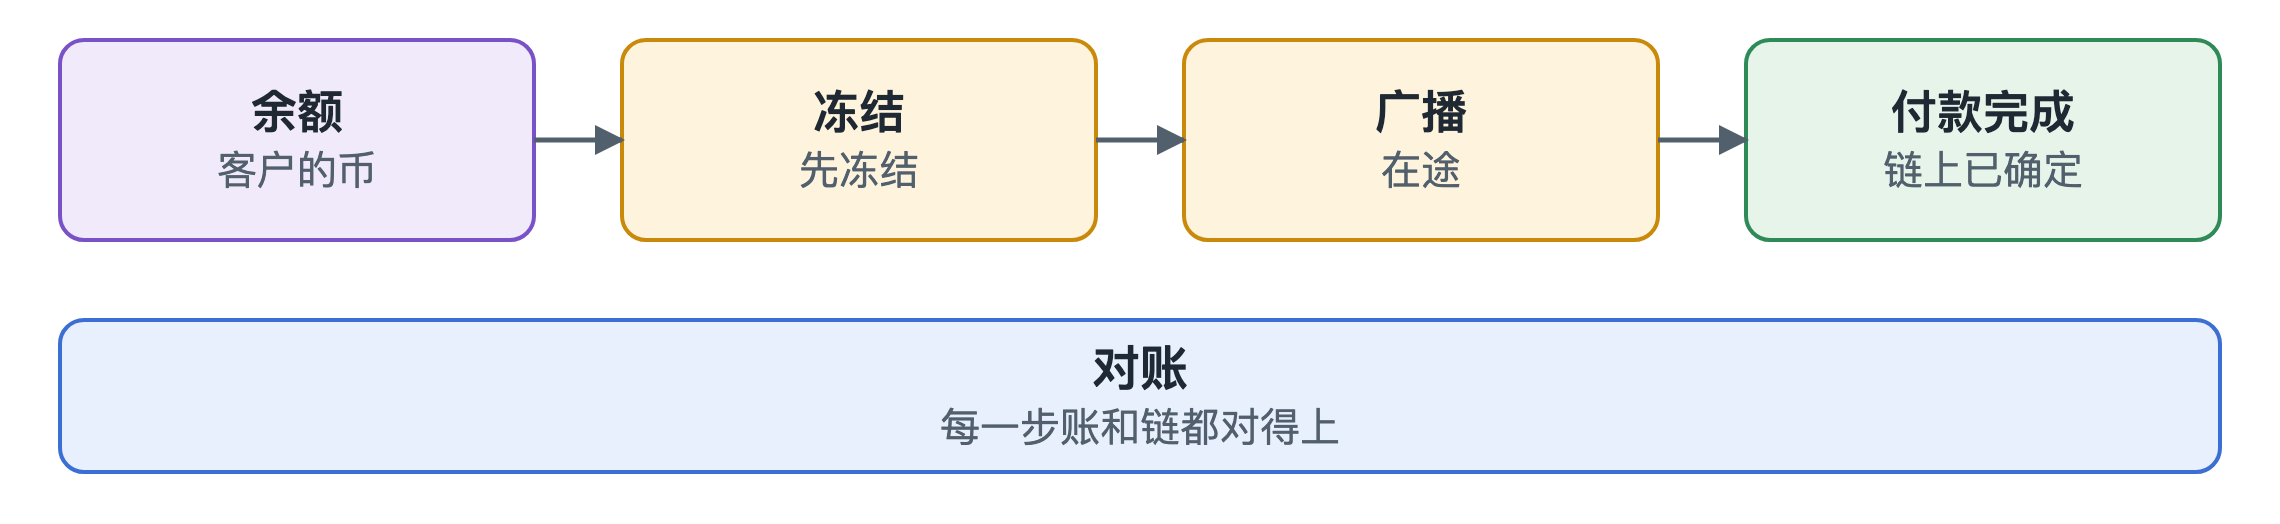 余额
客户的币
冻结
先冻结
广播
在途
付款完成
链上已确定
对账
每一步账和链都对得上